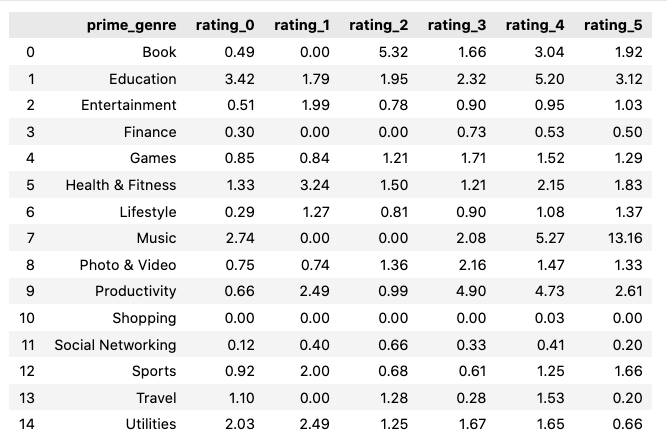 prime_genre rating_0 rating_1 rating_2 rating_3 rating_4 rating_5
0 Book 0.49 0.00 5.32 1.66 3.04 1.92
1 Education 3.42 1.79 1.95 2.32 5.20 3.12
2 Entertainment 0.51 1.99 0.78 0.90 0.95 1.03
3 Finance 0.30 0.00 0.00 0.73 0.53 0.50
4 Games 0.85 0.84 1.21 1.71 1.52 1.29
5 Health & Fitness 1.33 3.24 1.50 1.21 2.15 1.83
6 Lifestyle 0.29 1.27 0.81 0.90 1.08 1.37
7 Music 2.74 0.00 0.00 2.08 5.27 13.16
8 Photo & Video 0.75 0.74 1.36 2.16 1.47 1.33
9 Productivity 0.66 2.49 0.99 4.90 4.73 2.61
10 Shopping 0.00 0.00 0.00 0.00 0.03 0.00
11 Social Networking 0.12 0.40 0.66 0.33 0.41 0.20
12 Sports 0.92 2.00 0.68 0.61 1.25 1.66
13 Travel 1.10 0.00 1.28 0.28 1.53 0.20
14 Utilities 2.03 2.49 1.25 1.67 1.65 0.66